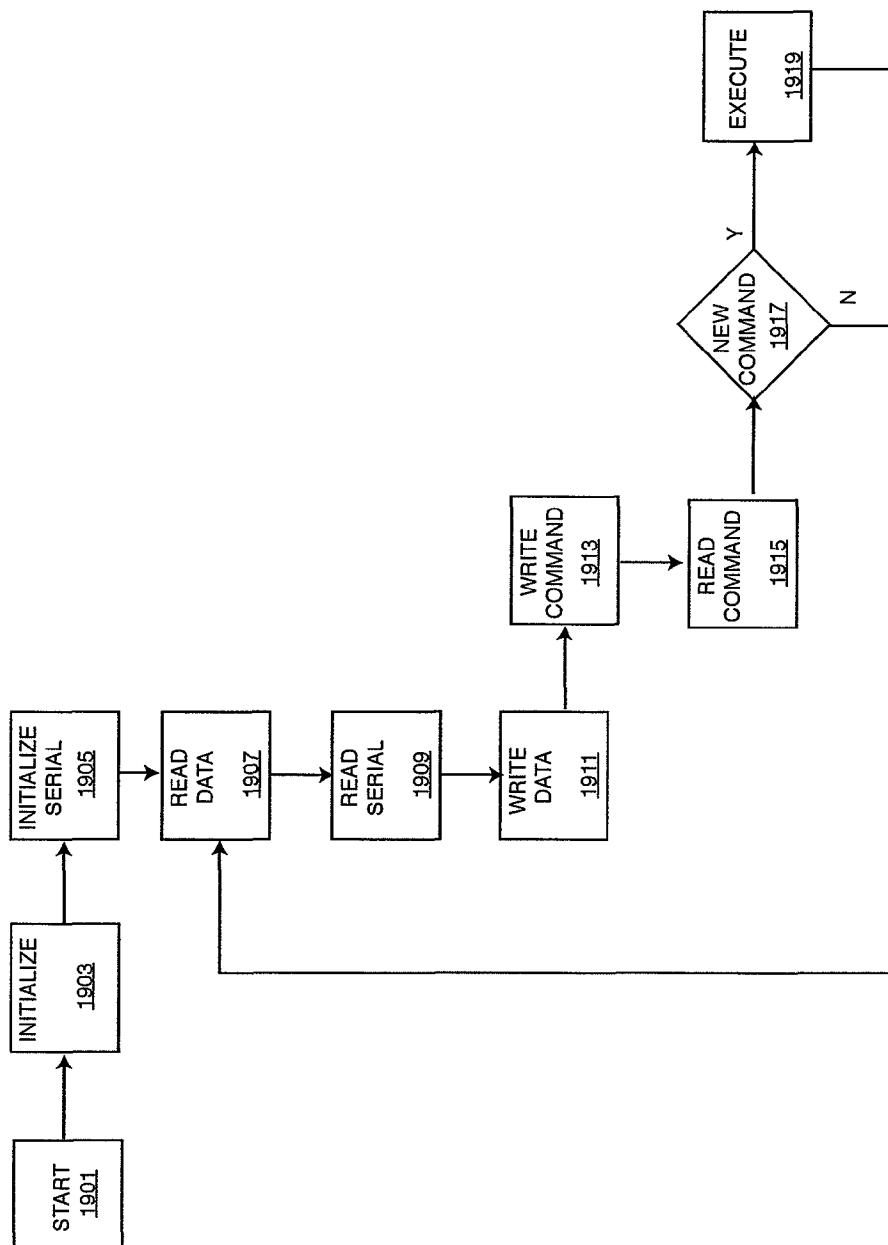 START
1901
INITIALIZE
1903
INITIALIZE
SERIAL
1905
READ
DATA
1907
READ
SERIAL
1909
WRITE
DATA
1911
WRITE
COMMAND
1913
READ
COMMAND
1915
NEW
COMMAND
1917
Y
N
EXECUTE
1919